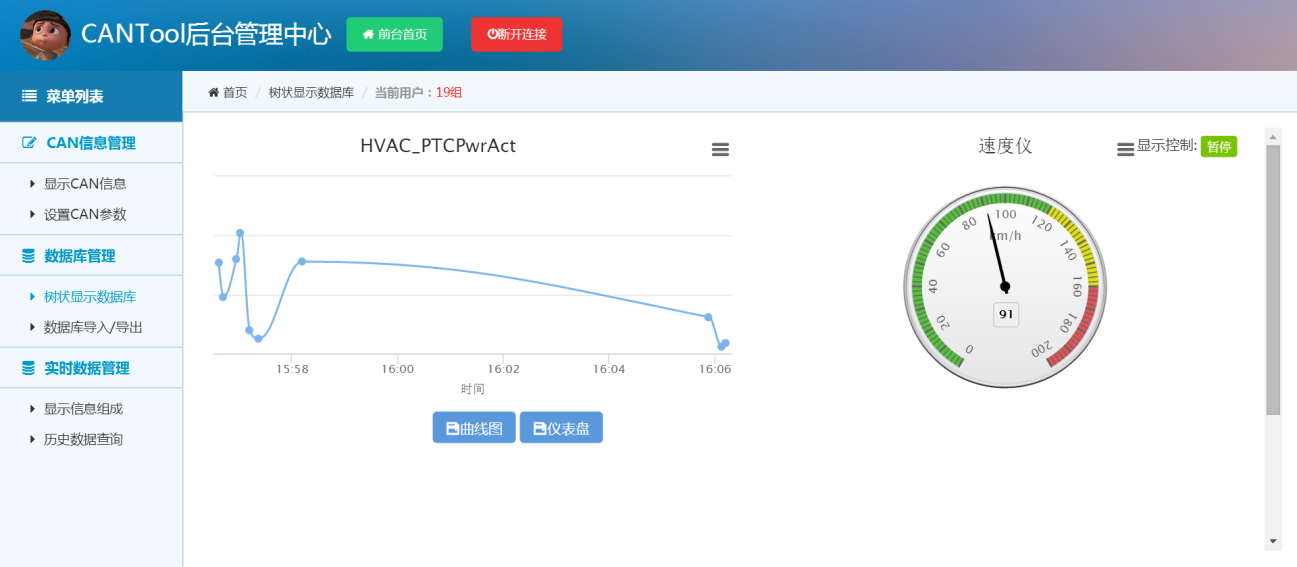 CANTool后台管理中心 前台首页 断开连接
菜单列表
首页 / 树状显示数据库 / 当前用户：19组
CAN信息管理
显示CAN信息
设置CAN参数
数据库管理
树状显示数据库
数据库导入/导出
实时数据管理
显示信息组成
历史数据查询
HVAC_PTCPwrAct
15:58 16:00 16:02 16:04 16:06
时间
曲线图 仪表盘
速度仪
显示控制: 暂停
0 20 40 60 80 100 120 140 160 180 200
km/h
91